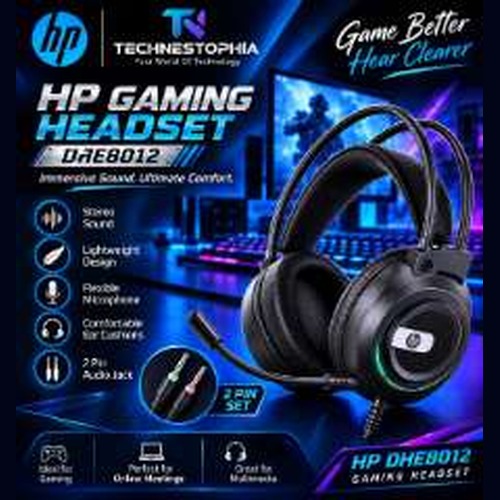 hp
TN
TECHNESTOPHIA
Your World Of Technology
Game Better
Hear Clearer
HP GAMING
HEADSET
DHE8012
Immersive Sound. Ultimate Comfort.
Stereo
Sound
Lightweight
Design
Flexible
Microphone
Comfortable
Ear Cushions
2 Pin
Audio Jack
2 PIN
SET
hp
Ideal for
Gaming
Perfect for
Online Meetings
Great for
Multimedia
HP DHE8012
GAMING HEADSET